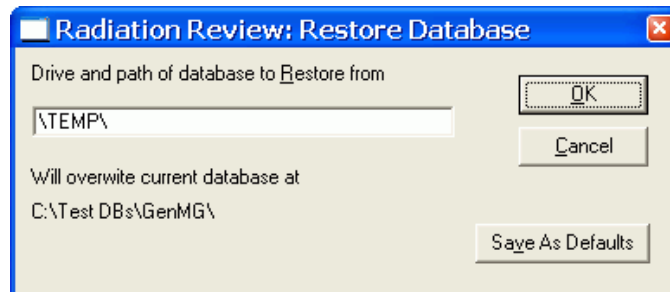 Radiation Review: Restore Database
Drive and path of database to Restore from
\TEMP\
OK
Cancel
Will overwite current database at
C:\Test DBs\GenMG\
Save As Defaults